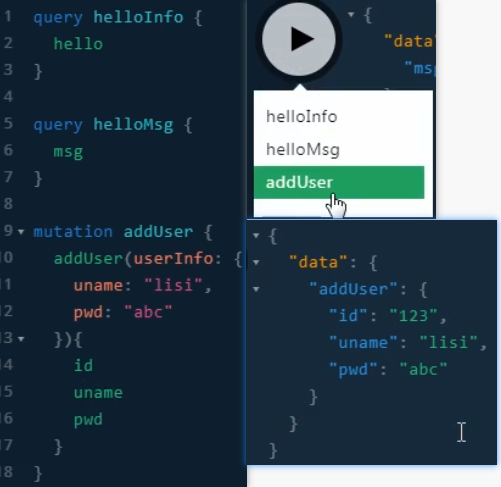 1 query helloInfo {
2 hello
3 }
4
5 query helloMsg {
6 msg
7 }
8
9 mutation addUser {
10 addUser(userInfo: {
11 uname: "lisi",
12 pwd: "abc"
13 }){
14 id
15 uname
16 pwd
17 }
18 }
{
"data"
"msg
helloInfo
helloMsg
addUser
{
"data": {
"addUser": {
"id": "123",
"uname": "lisi",
"pwd": "abc"
}
}
}